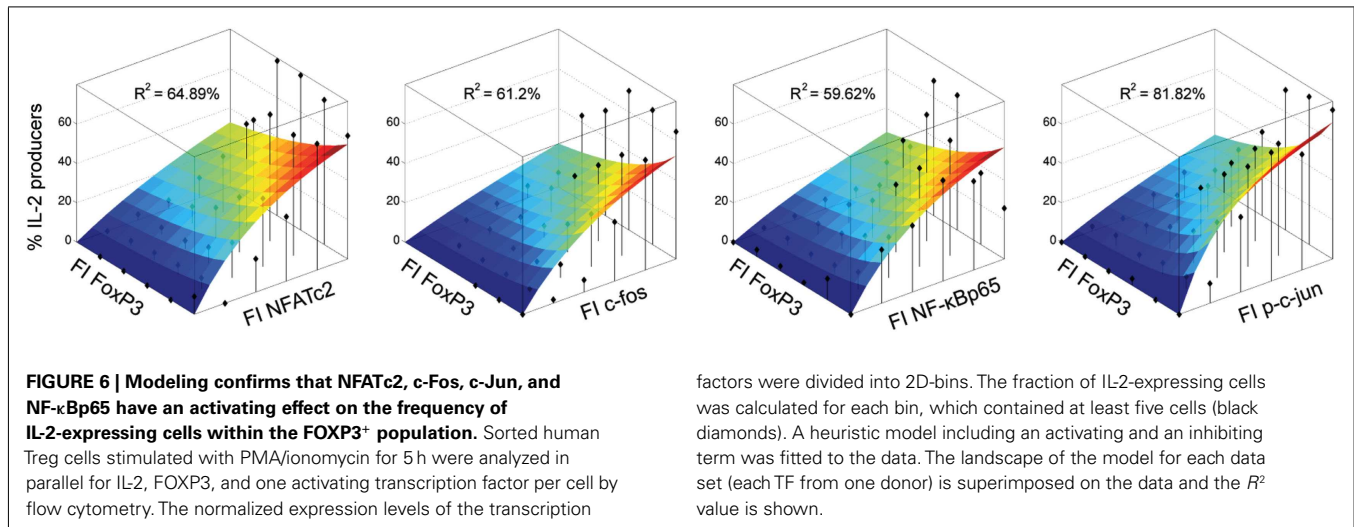 R² = 64.89%
R² = 61.2%
R² = 59.62%
R² = 81.82%
% IL-2 producers
60
40
20
0
FI FoxP3
FI NFATc2
60
40
20
0
FI FoxP3
FI c-fos
60
40
20
0
FI FoxP3
FI NF-κBp65
60
40
20
0
FI FoxP3
FI p-c-jun
FIGURE 6 | Modeling confirms that NFATc2, c-Fos, c-Jun, and
NF-κBp65 have an activating effect on the frequency of
IL-2-expressing cells within the FOXP3⁺ population. Sorted human
Treg cells stimulated with PMA/ionomycin for 5 h were analyzed in
parallel for IL-2, FOXP3, and one activating transcription factor per cell by
flow cytometry. The normalized expression levels of the transcription
factors were divided into 2D-bins. The fraction of IL-2-expressing cells
was calculated for each bin, which contained at least five cells (black
diamonds). A heuristic model including an activating and an inhibiting
term was fitted to the data. The landscape of the model for each data
set (each TF from one donor) is superimposed on the data and the R²
value is shown.